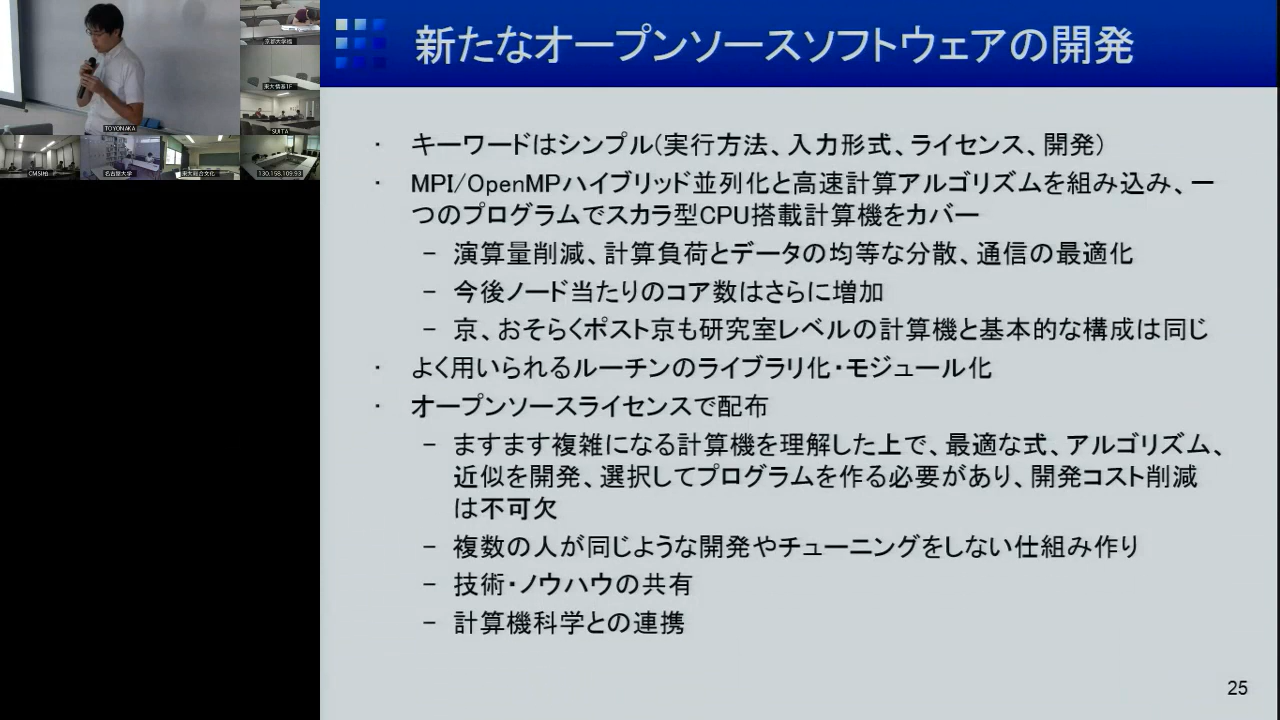 新たなオープンソースソフトウェアの開発
・ キーワードはシンプル(実行方法、入力形式、ライセンス、開発)
・ MPI/OpenMPハイブリッド並列化と高速計算アルゴリズムを組み込み、一
つのプログラムでスカラ型CPU搭載計算機をカバー
– 演算量削減、計算負荷とデータの均等な分散、通信の最適化
– 今後ノード当たりのコア数はさらに増加
– 京、おそらくポスト京も研究室レベルの計算機と基本的な構成は同じ
・ よく用いられるルーチンのライブラリ化・モジュール化
・ オープンソースライセンスで配布
– ますます複雑になる計算機を理解した上で、最適な式、アルゴリズム、
近似を開発、選択してプログラムを作る必要があり、開発コスト削減
は不可欠
– 複数の人が同じような開発やチューニングをしない仕組み作り
– 技術・ノウハウの共有
– 計算機科学との連携
25
TOYONAKA
SUITA
CMSI柏
名古屋大学
東大総合文化
130.158.109.93